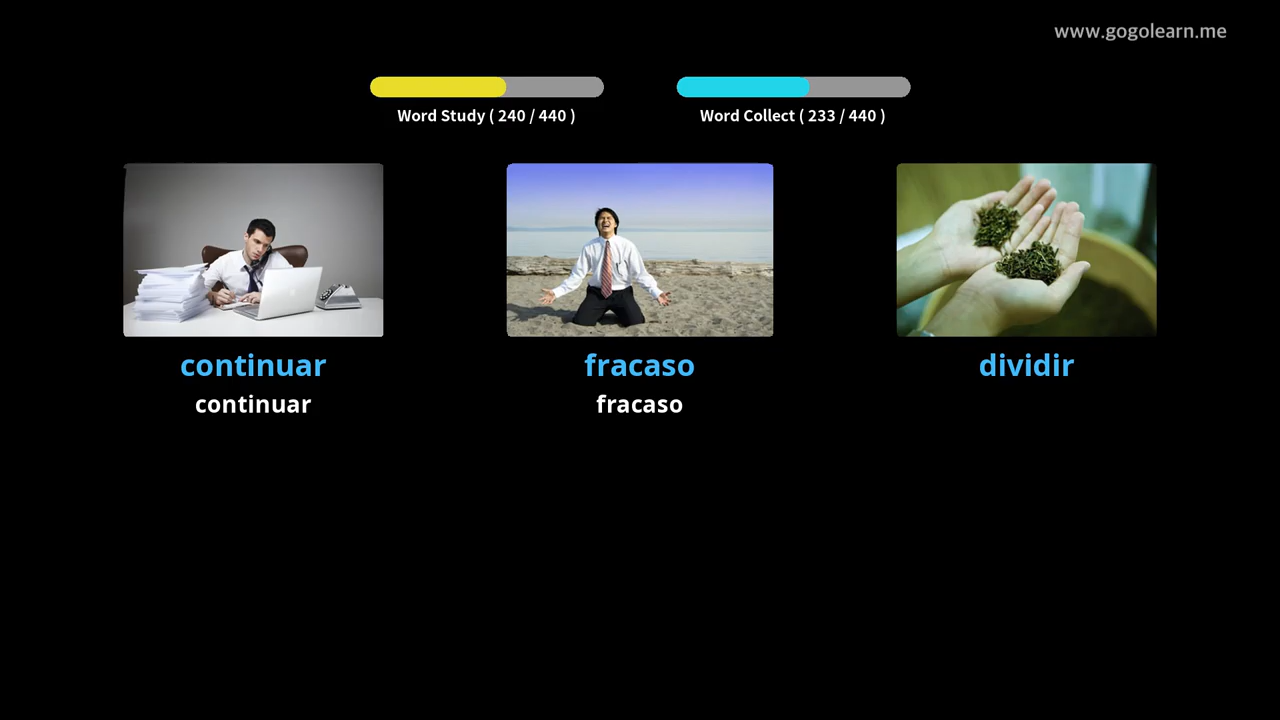 www.gogolearn.me
Word Study ( 240 / 440 )
Word Collect ( 233 / 440 )
continuar
fracaso
dividir
continuar
fracaso